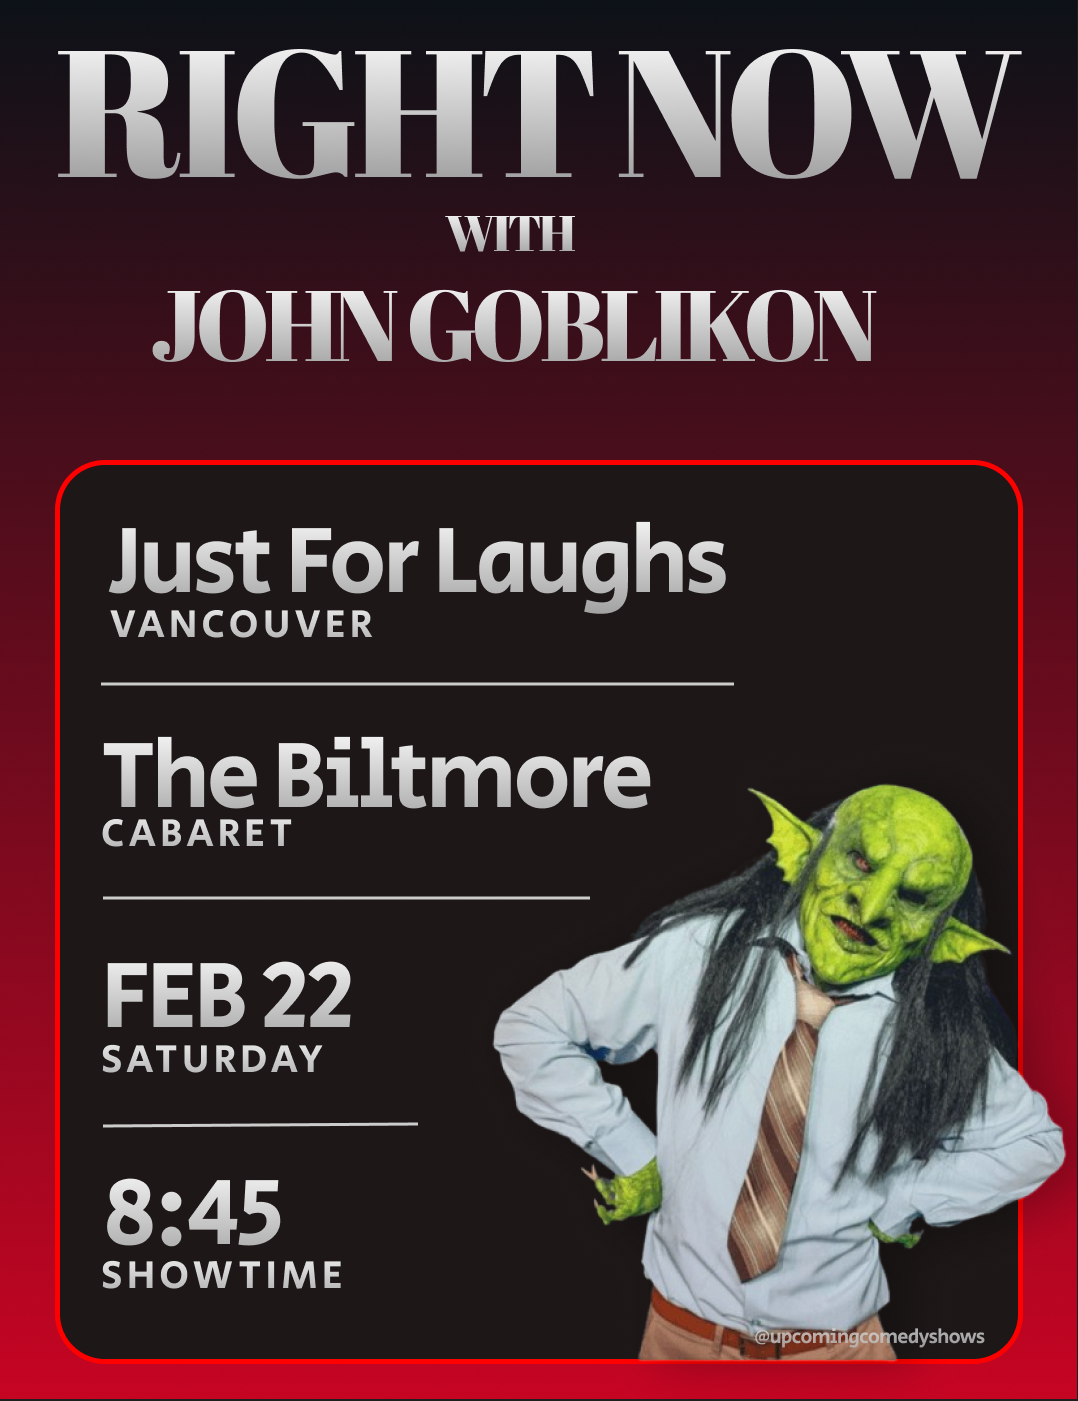 RIGHT NOW
WITH
JOHN GOBLIKON
Just For Laughs
VANCOUVER
The Biltmore
CABARET
FEB 22
SATURDAY
8:45
SHOWTIME
@upcomingcomedyshows